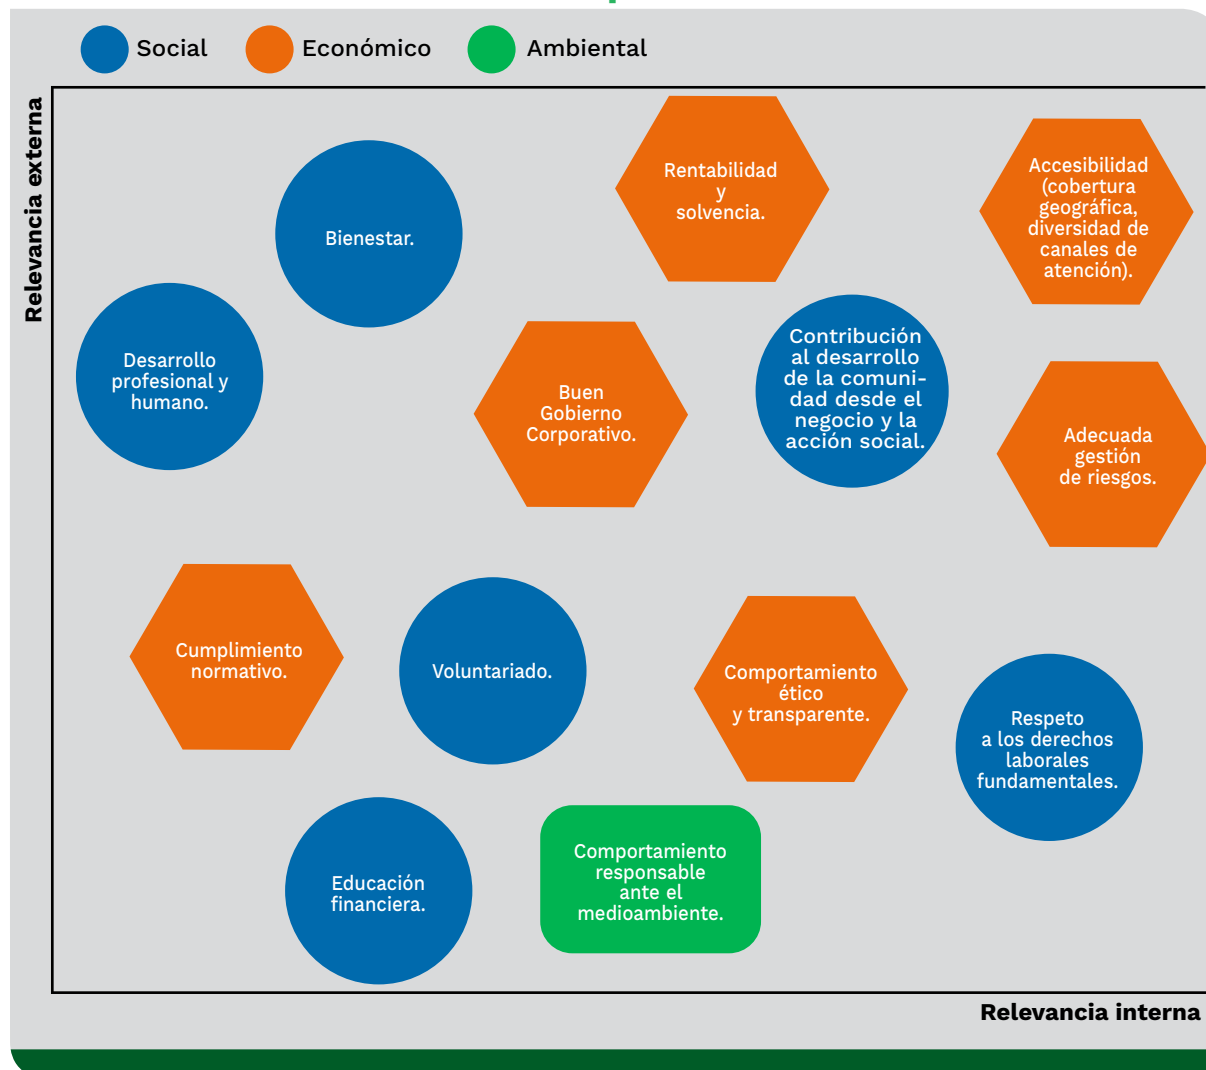 Social
Económico
Ambiental
Relevancia externa
Rentabilidad
y
solvencia.
Accesibilidad
(cobertura
geográfica,
diversidad de
canales de
atención).
Bienestar.
Desarrollo
profesional y
humano.
Buen
Gobierno
Corporativo.
Contribución
al desarrollo
de la comuni-
dad desde el
negocio y la
acción social.
Adecuada
gestión
de riesgos.
Cumplimiento
normativo.
Voluntariado.
Comportamiento
ético
y transparente.
Respeto
a los derechos
laborales
fundamentales.
Educación
financiera.
Comportamiento
responsable
ante el
medioambiente.
Relevancia interna